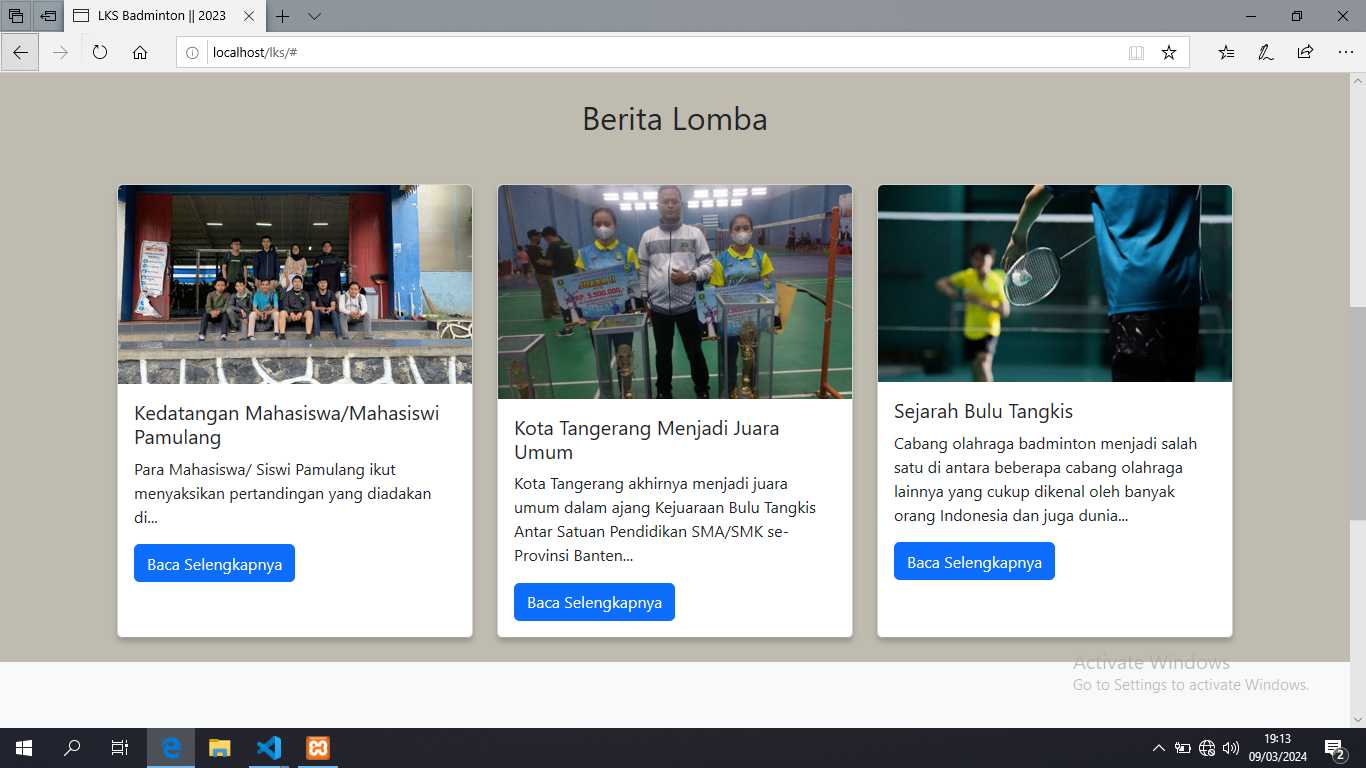 LKS Badminton || 2023
localhost/lks/#
Berita Lomba
Kedatangan Mahasiswa/Mahasiswi
Pamulang
Para Mahasiswa/ Siswi Pamulang ikut
menyaksikan pertandingan yang diadakan
di...
Baca Selengkapnya
JUARA II
RP. 5.500.000,-
Kota Tangerang Menjadi Juara
Umum
Kota Tangerang akhirnya menjadi juara
umum dalam ajang Kejuaraan Bulu Tangkis
Antar Satuan Pendidikan SMA/SMK se-
Provinsi Banten...
Baca Selengkapnya
Sejarah Bulu Tangkis
Cabang olahraga badminton menjadi salah
satu di antara beberapa cabang olahraga
lainnya yang cukup dikenal oleh banyak
orang Indonesia dan juga dunia...
Baca Selengkapnya
Activate Windows
Go to Settings to activate Windows.
19:13
09/03/2024
2